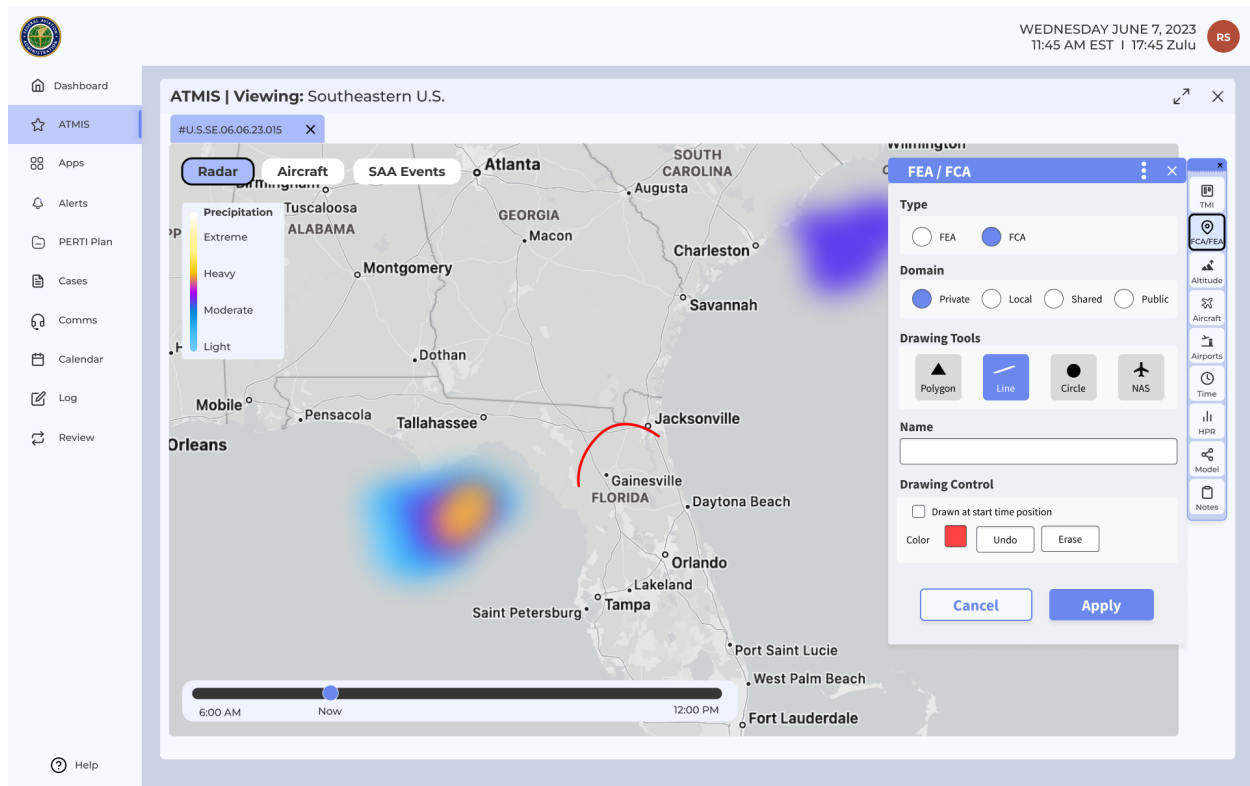 FEDERAL AVIATION
ADMINISTRATION
WEDNESDAY JUNE 7, 2023
11:45 AM EST I 17:45 Zulu
RS
Dashboard
ATMIS
Apps
Alerts
PERTI Plan
Cases
Comms
Calendar
Log
Review
Help
ATMIS | Viewing: Southeastern U.S.
#U.S.SE.06.06.23.015
Radar
Aircraft
SAA Events
Precipitation
Extreme
Heavy
Moderate
Light
Birmingham
Tuscaloosa
ALABAMA
Montgomery
Dothan
Mobile
Pensacola
Orleans
Tallahassee
Atlanta
GEORGIA
Macon
SOUTH
CAROLINA
Augusta
Wilmington
Charleston
Savannah
Jacksonville
Gainesville
FLORIDA
Daytona Beach
Orlando
Lakeland
Tampa
Saint Petersburg
Port Saint Lucie
West Palm Beach
Fort Lauderdale
6:00 AM
Now
12:00 PM
FEA / FCA
Type
FEA
FCA
Domain
Private
Local
Shared
Public
Drawing Tools
Polygon
Line
Circle
NAS
Name
Drawing Control
Drawn at start time position
Color
Undo
Erase
Cancel
Apply
TMI
FCA/FEA
Altitude
Aircraft
Airports
Time
HPR
Model
Notes